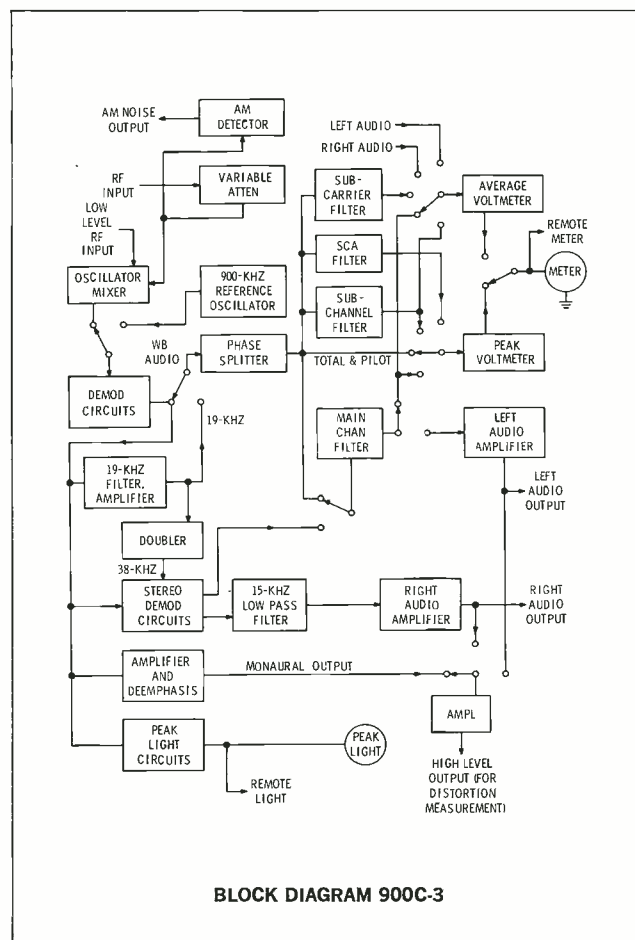 AM NOISE
OUTPUT
AM
DETECTOR
LEFT AUDIO
RIGHT AUDIO
RF
INPUT
VARIABLE
ATTEN
SUB-
CARRIER
FILTER
AVERAGE
VOLTMETER
LOW
LEVEL
RF
INPUT
REMOTE
METER
OSCILLATOR
MIXER
900-KHZ
REFERENCE
OSCILLATOR
SCA
FILTER
METER
SUB-
CHANNEL
FILTER
WB
AUDIO
PHASE
SPLITTER
TOTAL & PILOT
PEAK
VOLTMETER
DEMOD
CIRCUITS
19-KHZ
MAIN
CHAN
FILTER
LEFT
AUDIO
AMPLIFIER
19-KHZ
FILTER,
AMPLIFIER
LEFT
AUDIO
OUTPUT
DOUBLER
38-KHZ
STEREO
DEMOD
CIRCUITS
15-KHZ
LOW PASS
FILTER
RIGHT
AUDIO
AMPLIFIER
RIGHT
AUDIO
OUTPUT
AMPLIFIER
AND
DEEMPHASIS
MONAURAL OUTPUT
AMPL
PEAK
LIGHT
CIRCUITS
PEAK
LIGHT
REMOTE
LIGHT
HIGH LEVEL
OUTPUT (FOR
DISTORTION
MEASUREMENT)
BLOCK DIAGRAM 900C-3